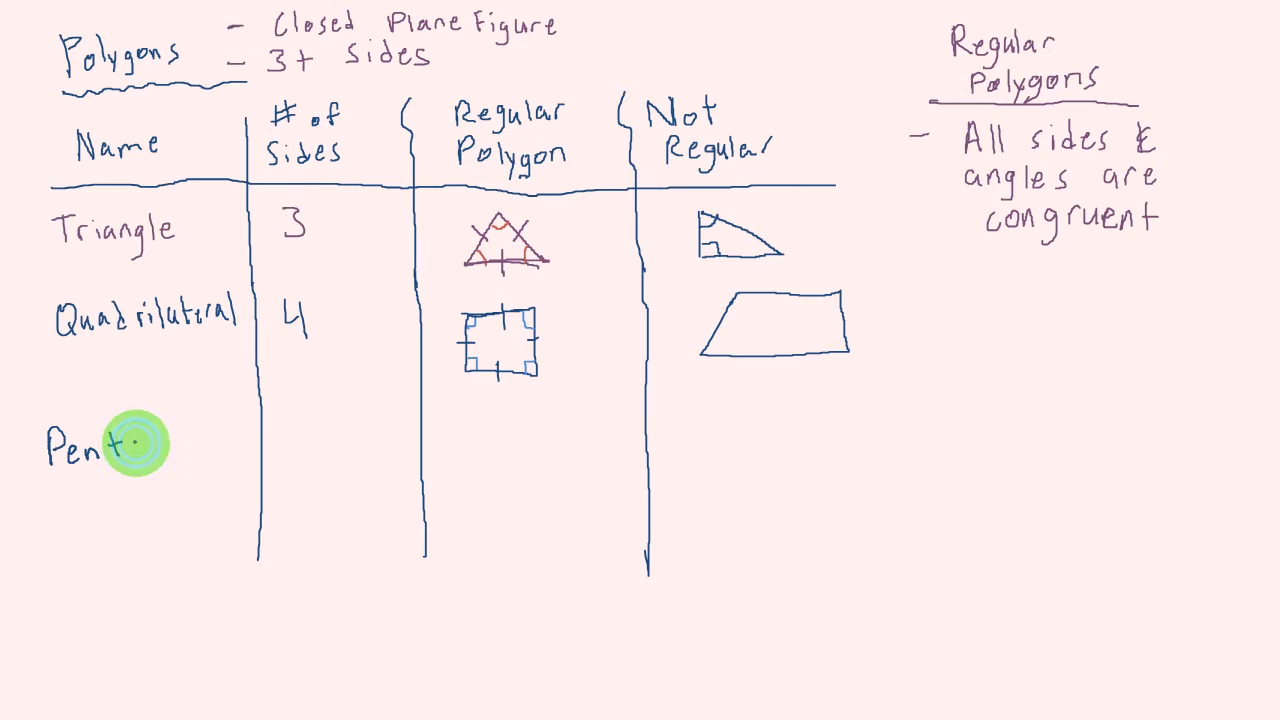 Polygons
- Closed Plane Figure
- 3+ sides
Regular
Polygons
- All sides &
angles are
congruent
Name
# of
Sides
Regular
Polygon
Not
Regular
Triangle 3
Quadrilateral 4
Pent